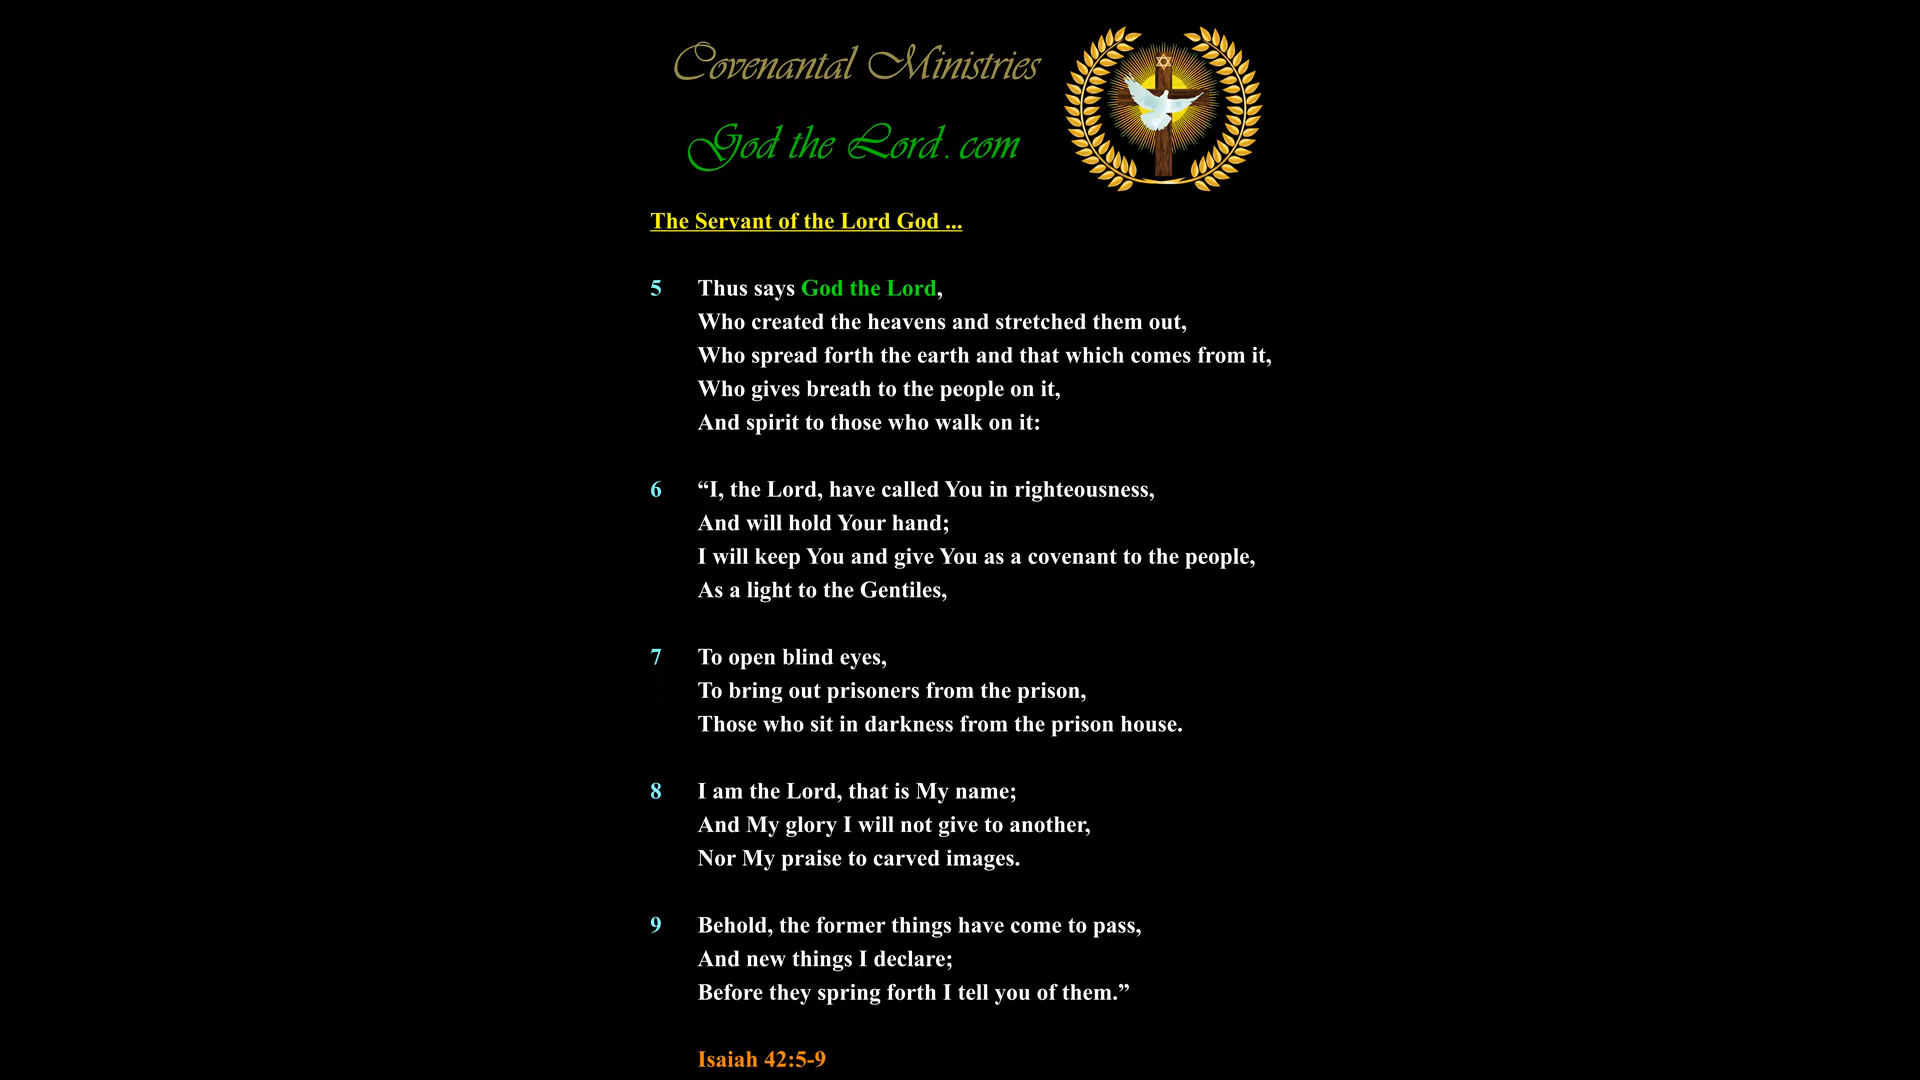 Covenantal Ministries
God the Lord . com
The Servant of the Lord God ...
5 Thus says God the Lord,
Who created the heavens and stretched them out,
Who spread forth the earth and that which comes from it,
Who gives breath to the people on it,
And spirit to those who walk on it:
6 “I, the Lord, have called You in righteousness,
And will hold Your hand;
I will keep You and give You as a covenant to the people,
As a light to the Gentiles,
7 To open blind eyes,
To bring out prisoners from the prison,
Those who sit in darkness from the prison house.
8 I am the Lord, that is My name;
And My glory I will not give to another,
Nor My praise to carved images.
9 Behold, the former things have come to pass,
And new things I declare;
Before they spring forth I tell you of them.”
Isaiah 42:5-9